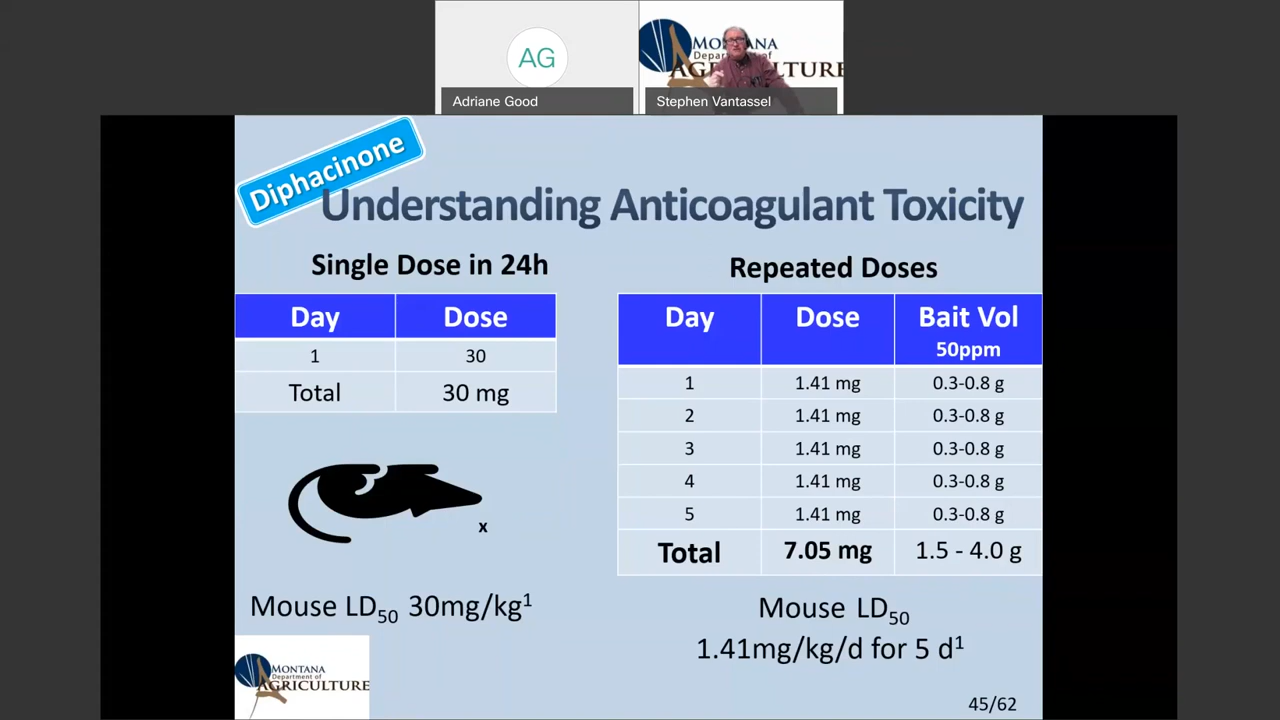 AG
Adriane Good
MONTANA
Department of
AGRICULTURE
Stephen Vantassel
Diphacinone
Understanding Anticoagulant Toxicity
Single Dose in 24h
Day Dose
1 30
Total 30 mg
x
Mouse LD50 30mg/kg1
Repeated Doses
Day Dose Bait Vol
50ppm
1 1.41 mg 0.3-0.8 g
2 1.41 mg 0.3-0.8 g
3 1.41 mg 0.3-0.8 g
4 1.41 mg 0.3-0.8 g
5 1.41 mg 0.3-0.8 g
Total 7.05 mg 1.5 - 4.0 g
Mouse LD50
1.41mg/kg/d for 5 d1
MONTANA
Department of
AGRICULTURE
45/62